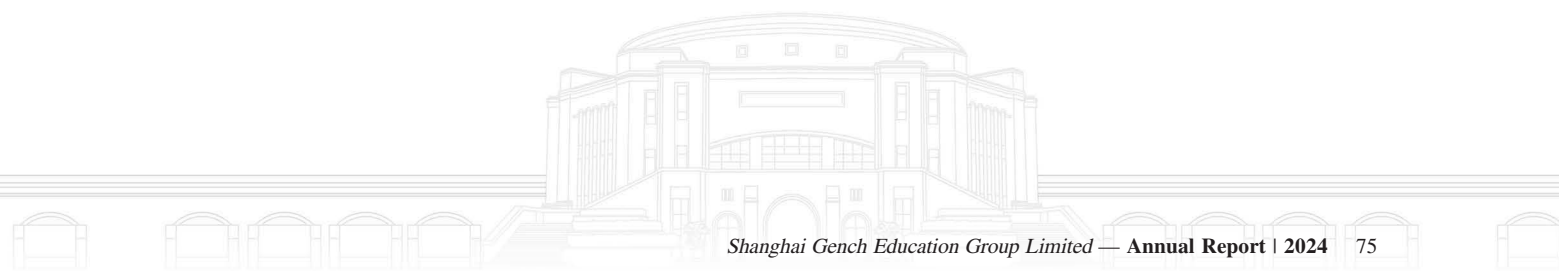 Shanghai Gench Education Group Limited — Annual Report | 2024 75